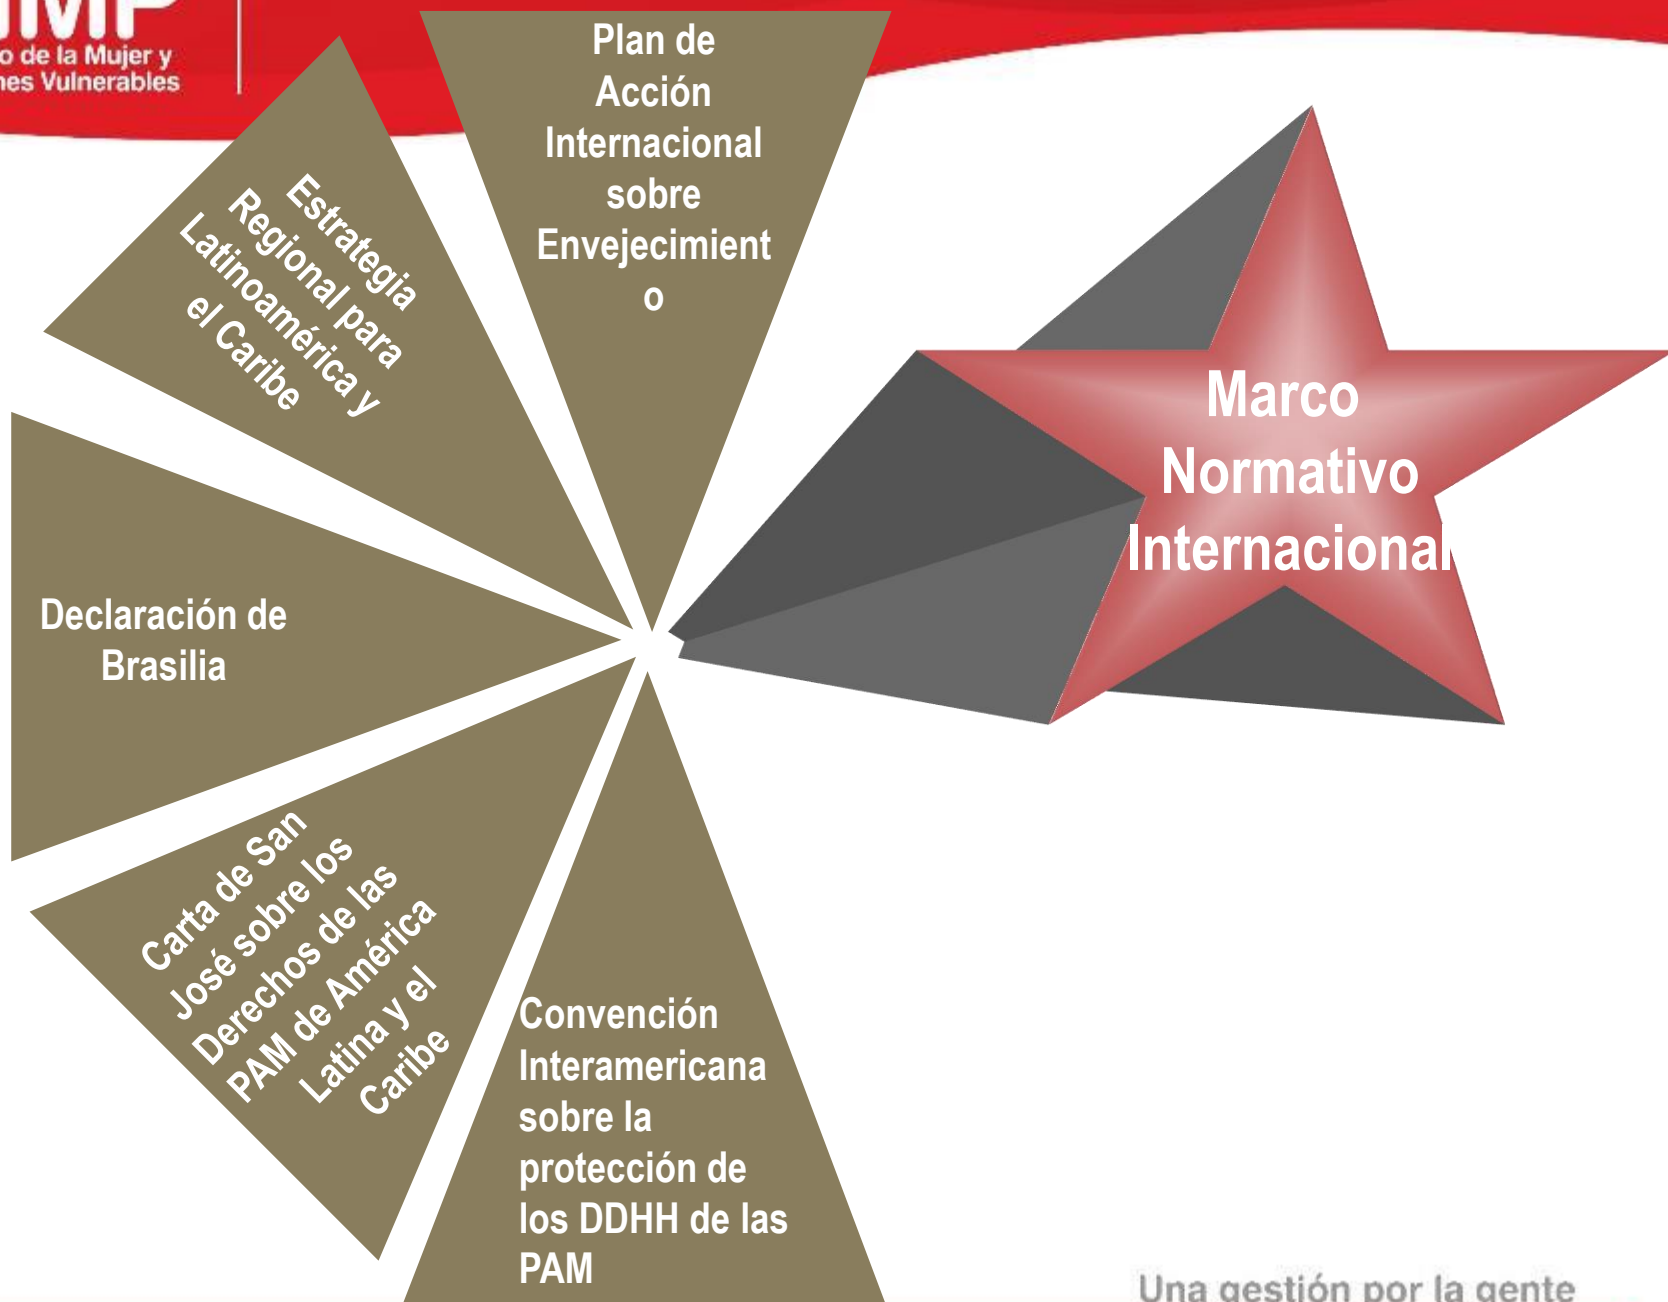 o de la Mujer y
nes Vulnerables
Plan de
Acción
Internacional
sobre
Envejecimient
o
Estrategia
Regional para
Latinoamérica y
el Caribe
Declaración de
Brasilia
Carta de San
José sobre los
Derechos de las
PAM de América
Latina y el
Caribe
Convención
Interamericana
sobre la
protección de
los DDHH de las
PAM
Marco
Normativo
Internacional
Una gestión por la gente